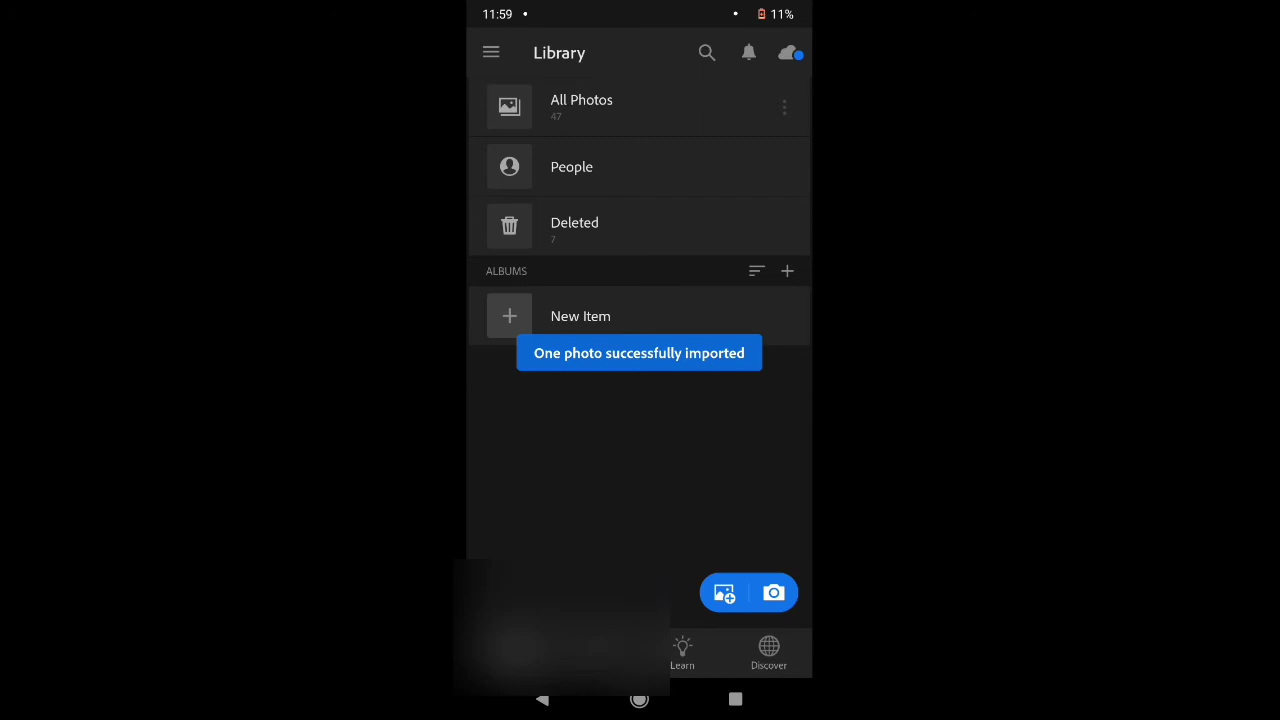 11:59
11%
Library
All Photos
47
People
Deleted
7
ALBUMS
New Item
One photo successfully imported
Learn
Discover